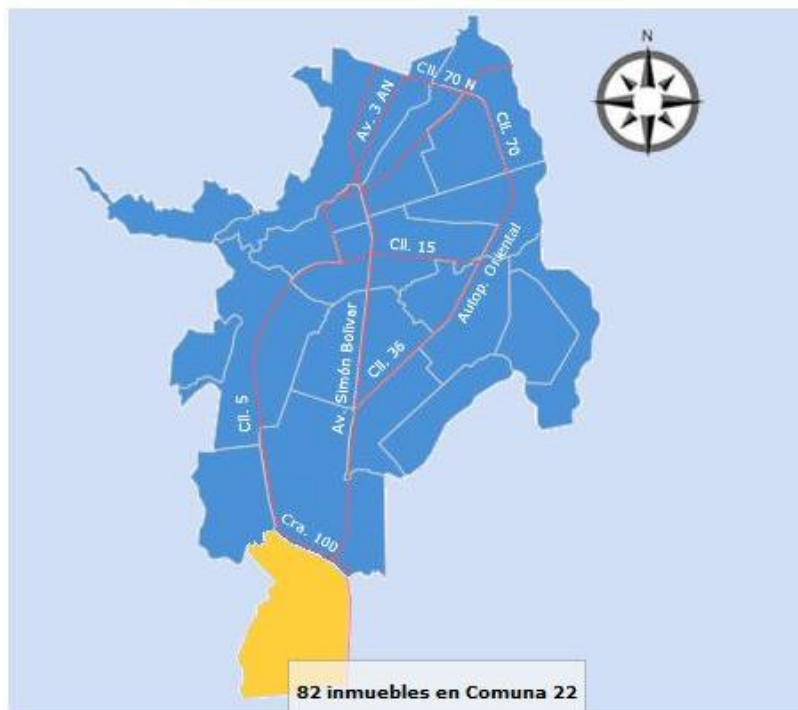 N
Cll. 70 N
Av. 3 AN
Cll. 70
Cll. 15
Autop. Oriental
Av. Simón Bolivar
Cll. 36
Cll. 5
Cra. 100
82 inmuebles en Comuna 22